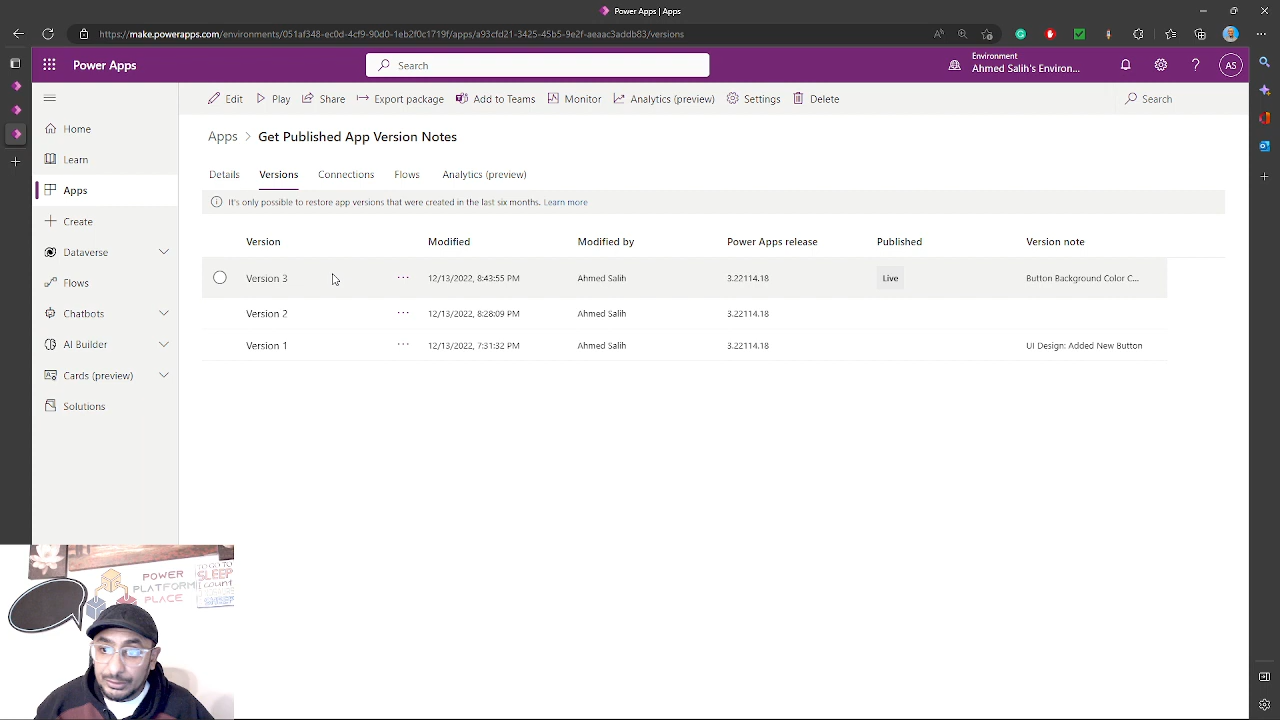 Power Apps | Apps
https://make.powerapps.com/environments/051af348-ec0d-4cf9-90d0-1eb2f0c1719f/apps/a93cfd21-3425-45b5-9e2f-aeaac3addb83/versions
Power Apps
Search
Environment
Ahmed Salih's Environ...
AS
Edit
Play
Share
Export package
Add to Teams
Monitor
Analytics (preview)
Settings
Delete
Search
Home
Learn
Apps
Create
Dataverse
Flows
Chatbots
AI Builder
Cards (preview)
Solutions
Apps > Get Published App Version Notes
Details
Versions
Connections
Flows
Analytics (preview)
It's only possible to restore app versions that were created in the last six months. Learn more
Version Modified Modified by Power Apps release Published Version note
Version 3 ... 12/13/2022, 8:43:55 PM Ahmed Salih 3.22114.18 Live Button Background Color C...
Version 2 ... 12/13/2022, 8:28:09 PM Ahmed Salih 3.22114.18
Version 1 ... 12/13/2022, 7:31:32 PM Ahmed Salih 3.22114.18 UI Design: Added New Button
POWER
PLATFORM
PLACE
TO GO TO
SLEEP
I count